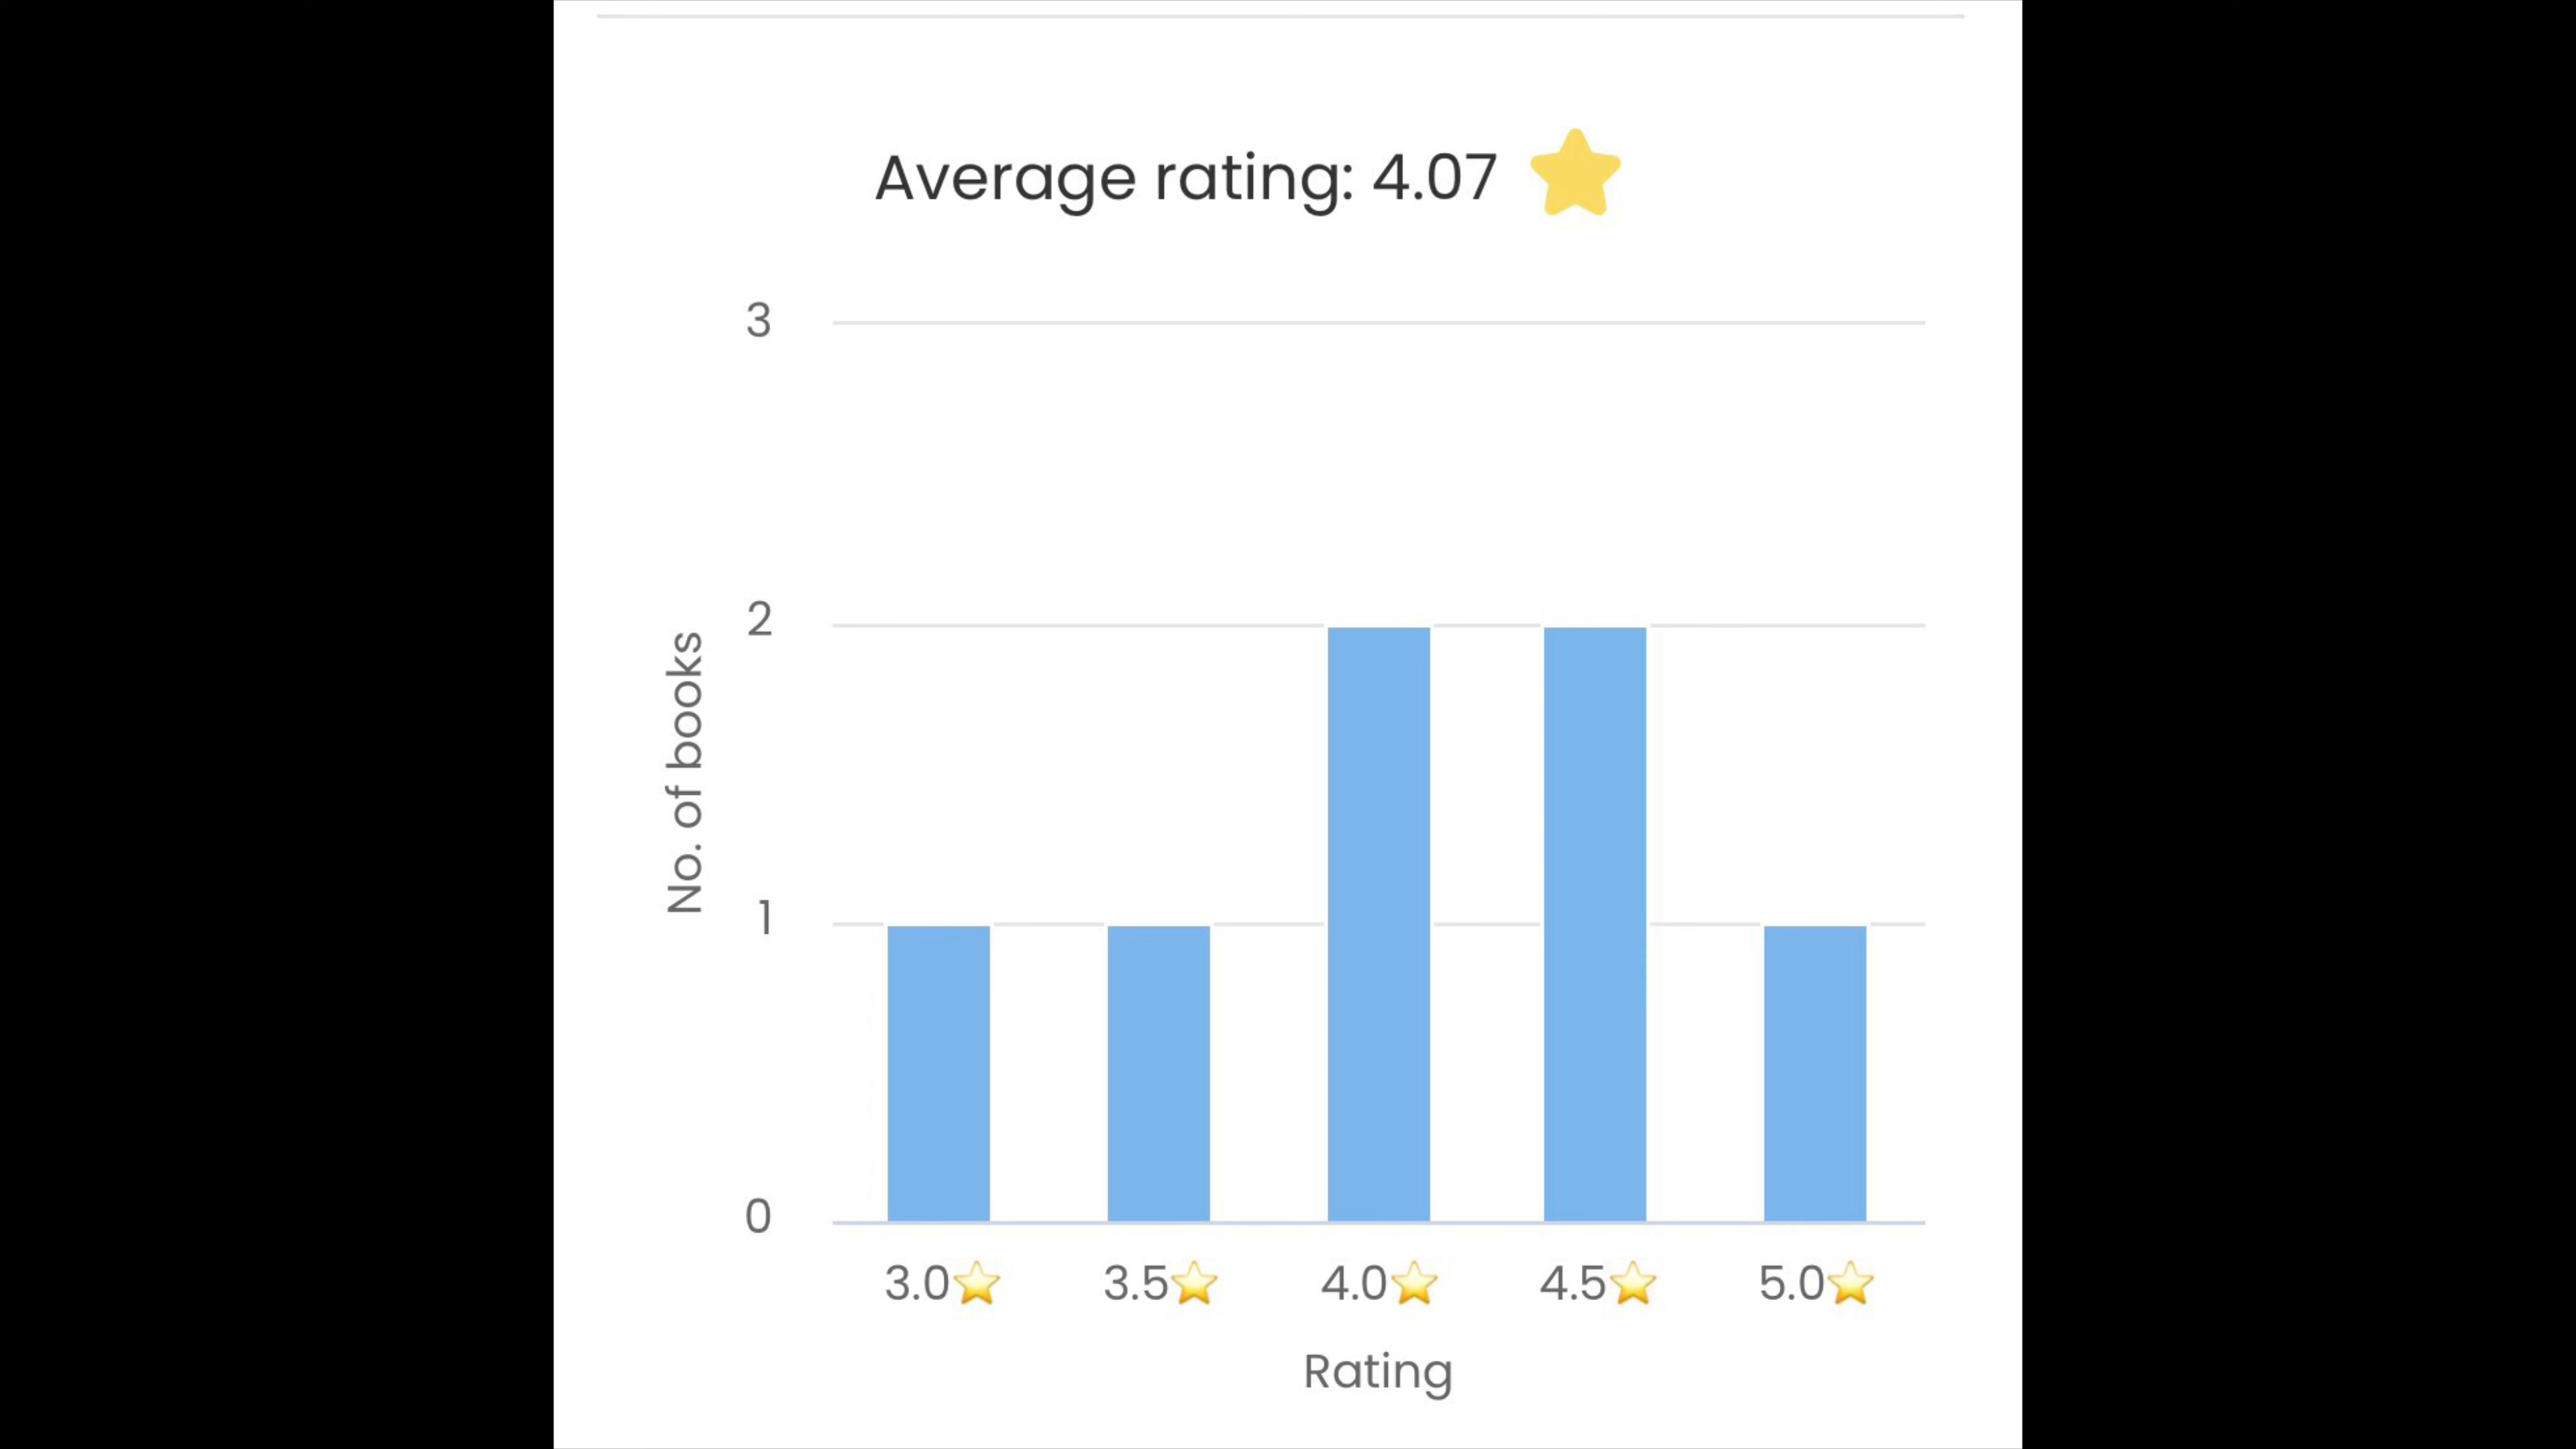 Average rating: 4.07
3
2
1
0
No. of books
3.0⭐ 3.5⭐ 4.0⭐ 4.5⭐ 5.0⭐
Rating